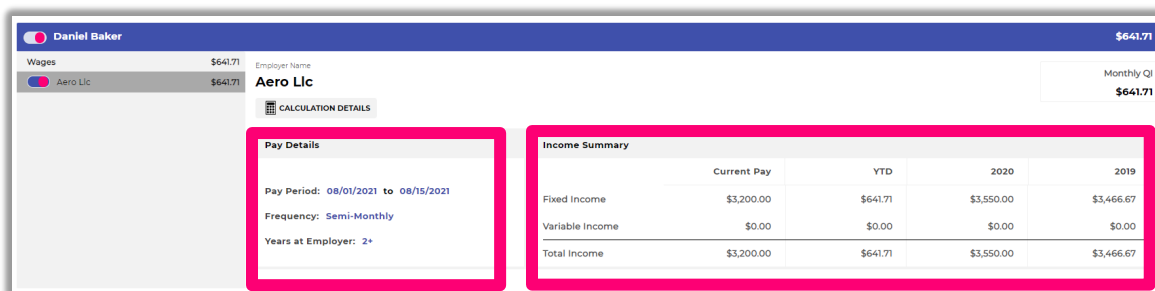 Daniel Baker $641.71
Wages $641.71
Aero Llc $641.71
Employer Name
Aero Llc
Monthly QI
$641.71
CALCULATION DETAILS
Pay Details
Pay Period: 08/01/2021 to 08/15/2021
Frequency: Semi-Monthly
Years at Employer: 2+
Income Summary
Current Pay YTD 2020 2019
Fixed Income $3,200.00 $641.71 $3,550.00 $3,466.67
Variable Income $0.00 $0.00 $0.00 $0.00
Total Income $3,200.00 $641.71 $3,550.00 $3,466.67